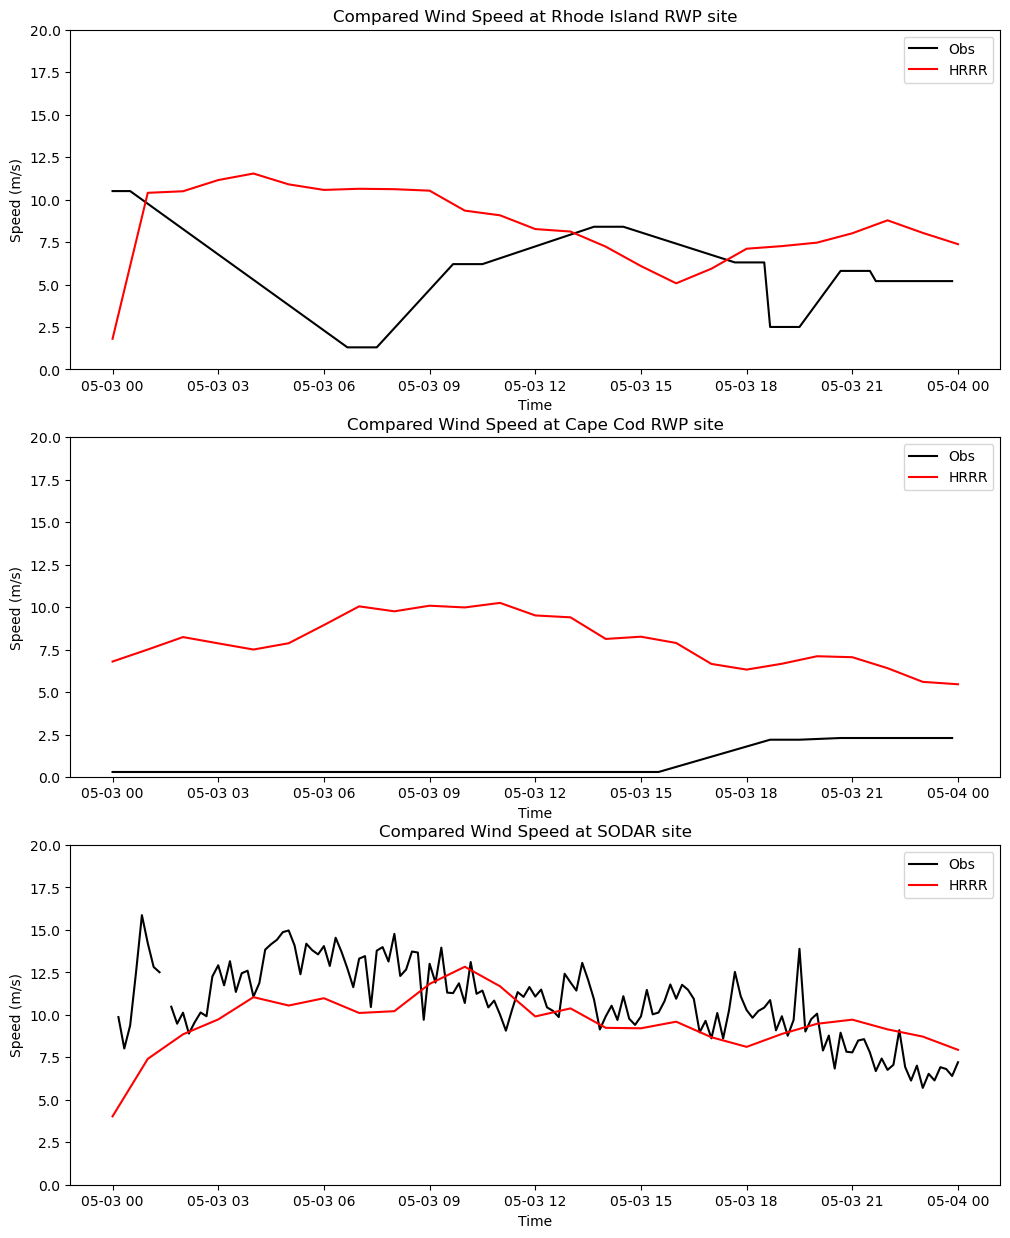 Compared Wind Speed at Rhode Island RWP site
20.0
17.5
15.0
12.5
10.0
7.5
5.0
2.5
0.0
Speed (m/s)
Obs
HRRR
05-03 00 05-03 03 05-03 06 05-03 09 05-03 12 05-03 15 05-03 18 05-03 21 05-04 00
Time
Compared Wind Speed at Cape Cod RWP site
20.0
17.5
15.0
12.5
10.0
7.5
5.0
2.5
0.0
Speed (m/s)
Obs
HRRR
05-03 00 05-03 03 05-03 06 05-03 09 05-03 12 05-03 15 05-03 18 05-03 21 05-04 00
Time
Compared Wind Speed at SODAR site
20.0
17.5
15.0
12.5
10.0
7.5
5.0
2.5
0.0
Speed (m/s)
Obs
HRRR
05-03 00 05-03 03 05-03 06 05-03 09 05-03 12 05-03 15 05-03 18 05-03 21 05-04 00
Time